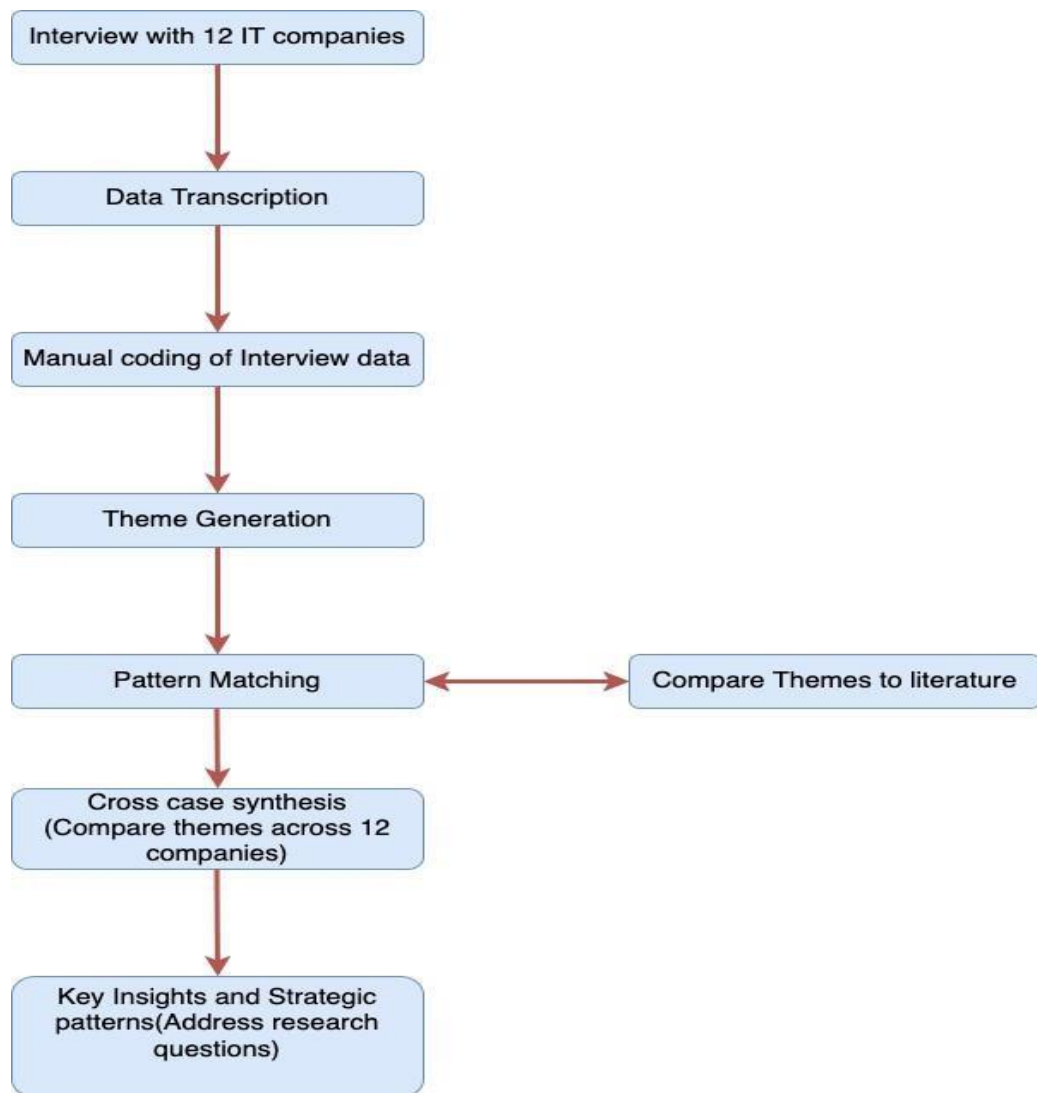 Interview with 12 IT companies
Data Transcription
Manual coding of Interview data
Theme Generation
Pattern Matching
Compare Themes to literature
Cross case synthesis
(Compare themes across 12
companies)
Key Insights and Strategic
patterns(Address research
questions)